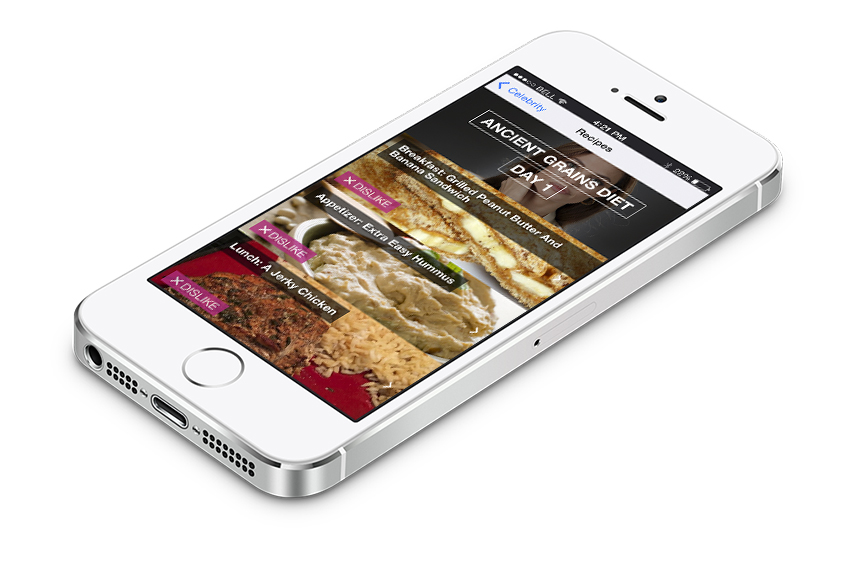 BELL
4:21 PM
Celebrity
Recipes
ANCIENT GRAINS DIET
DAY 1
Breakfast: Grilled Peanut Butter And
Banana Sandwich
X DISLIKE
Appetizer: Extra Easy Hummus
X DISLIKE
Lunch: A Jerky Chicken
X DISLIKE